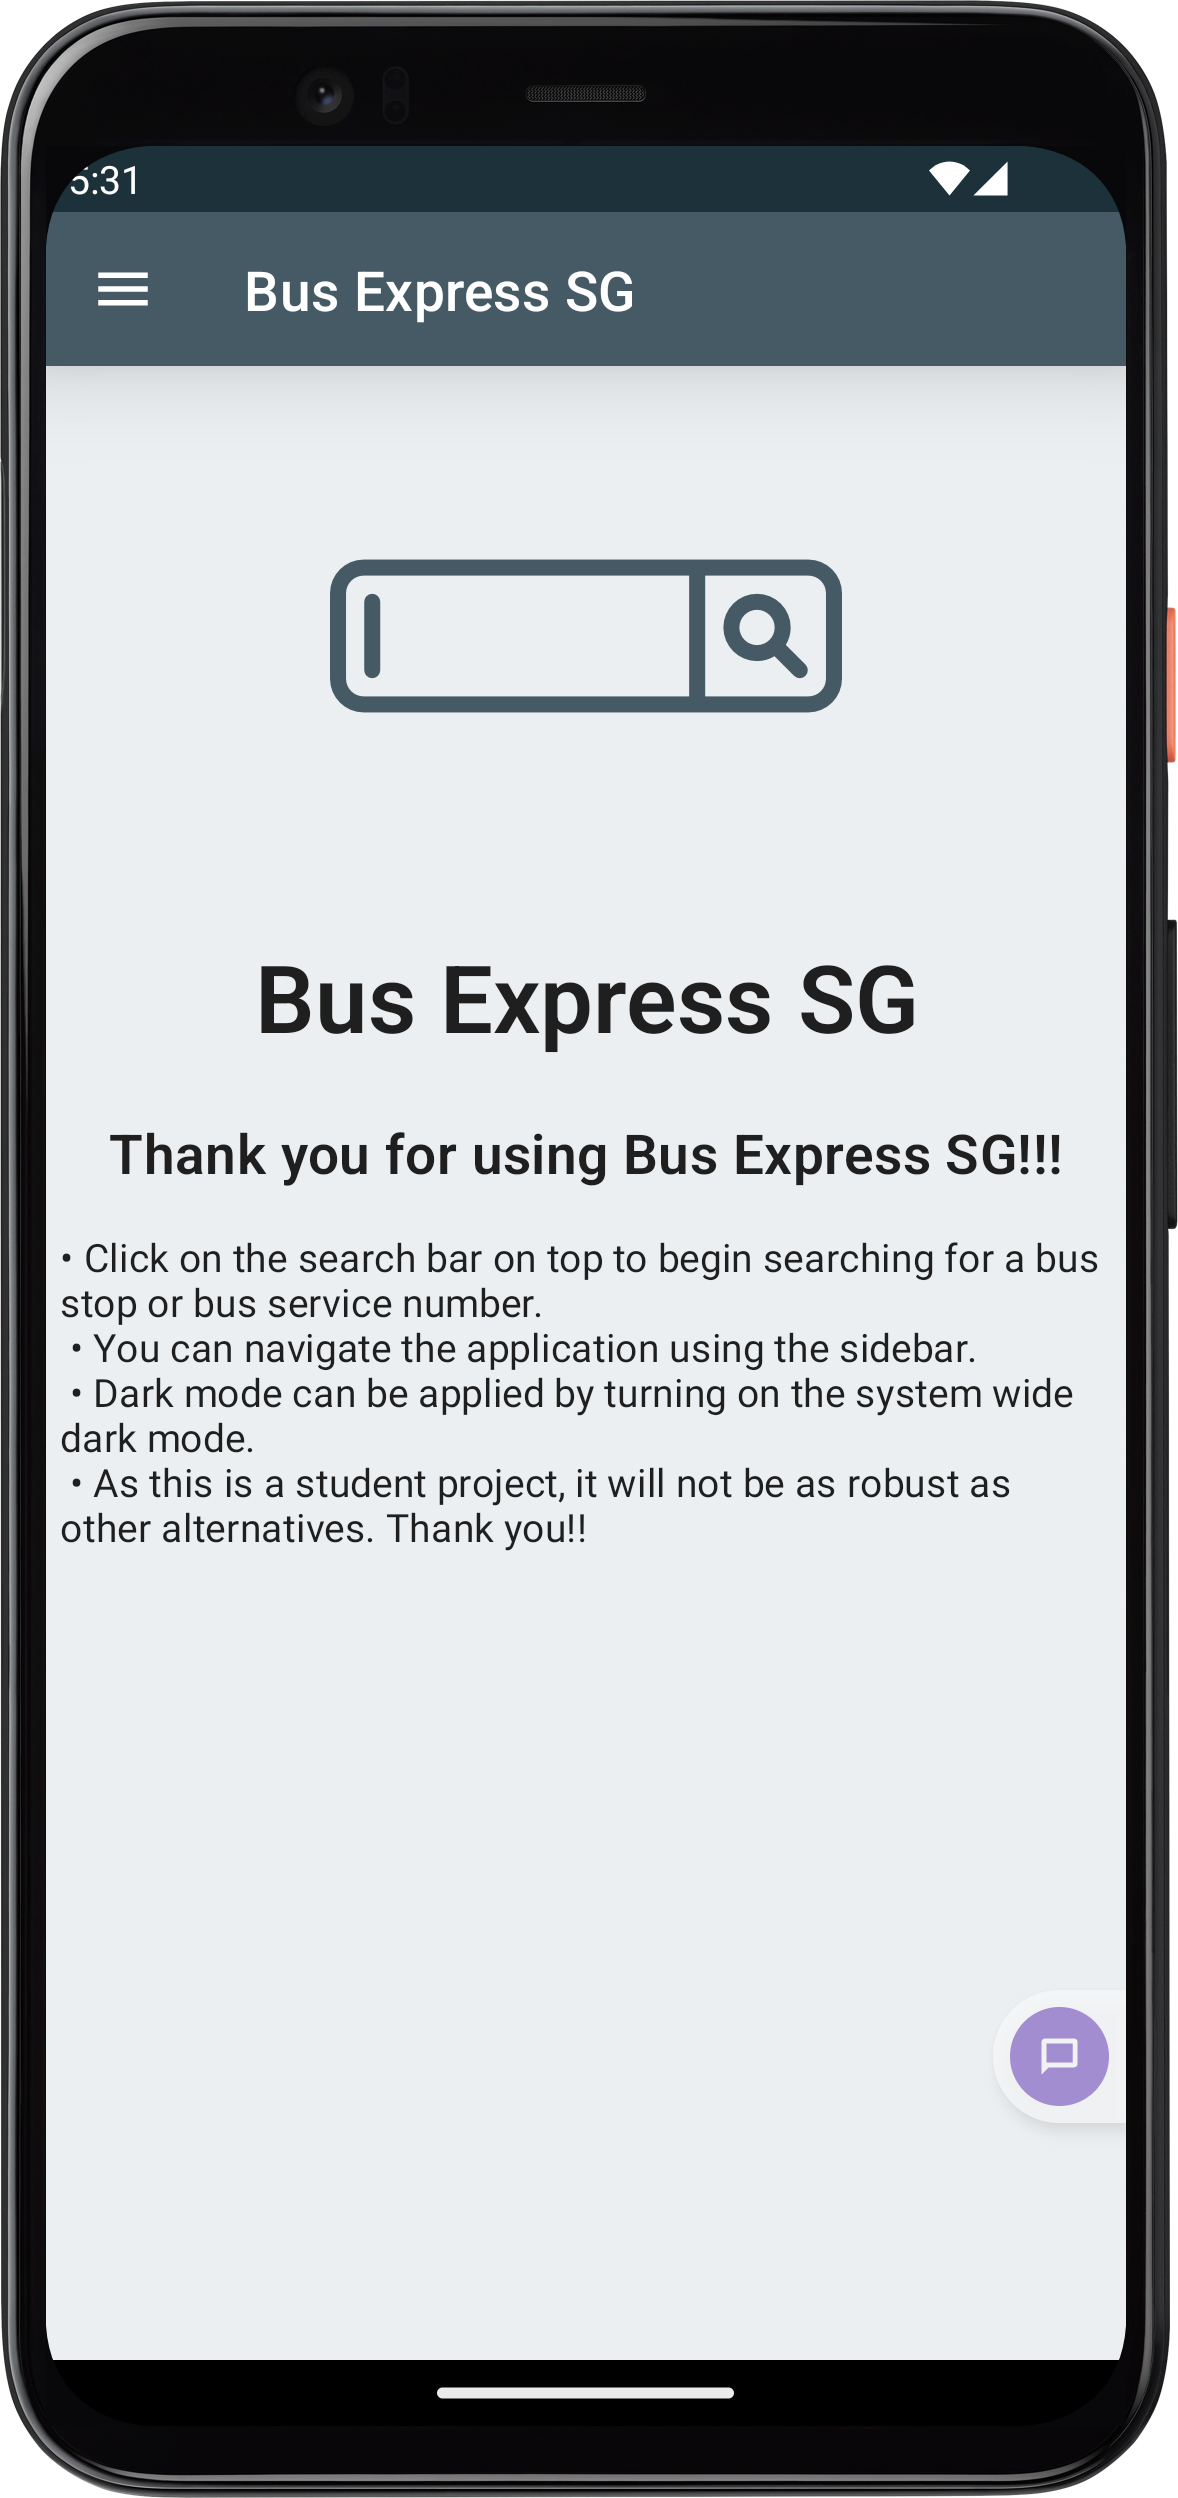 5:31
Bus Express SG
Bus Express SG
Thank you for using Bus Express SG!!!
• Click on the search bar on top to begin searching for a bus
stop or bus service number.
• You can navigate the application using the sidebar.
• Dark mode can be applied by turning on the system wide
dark mode.
• As this is a student project, it will not be as robust as
other alternatives. Thank you!!